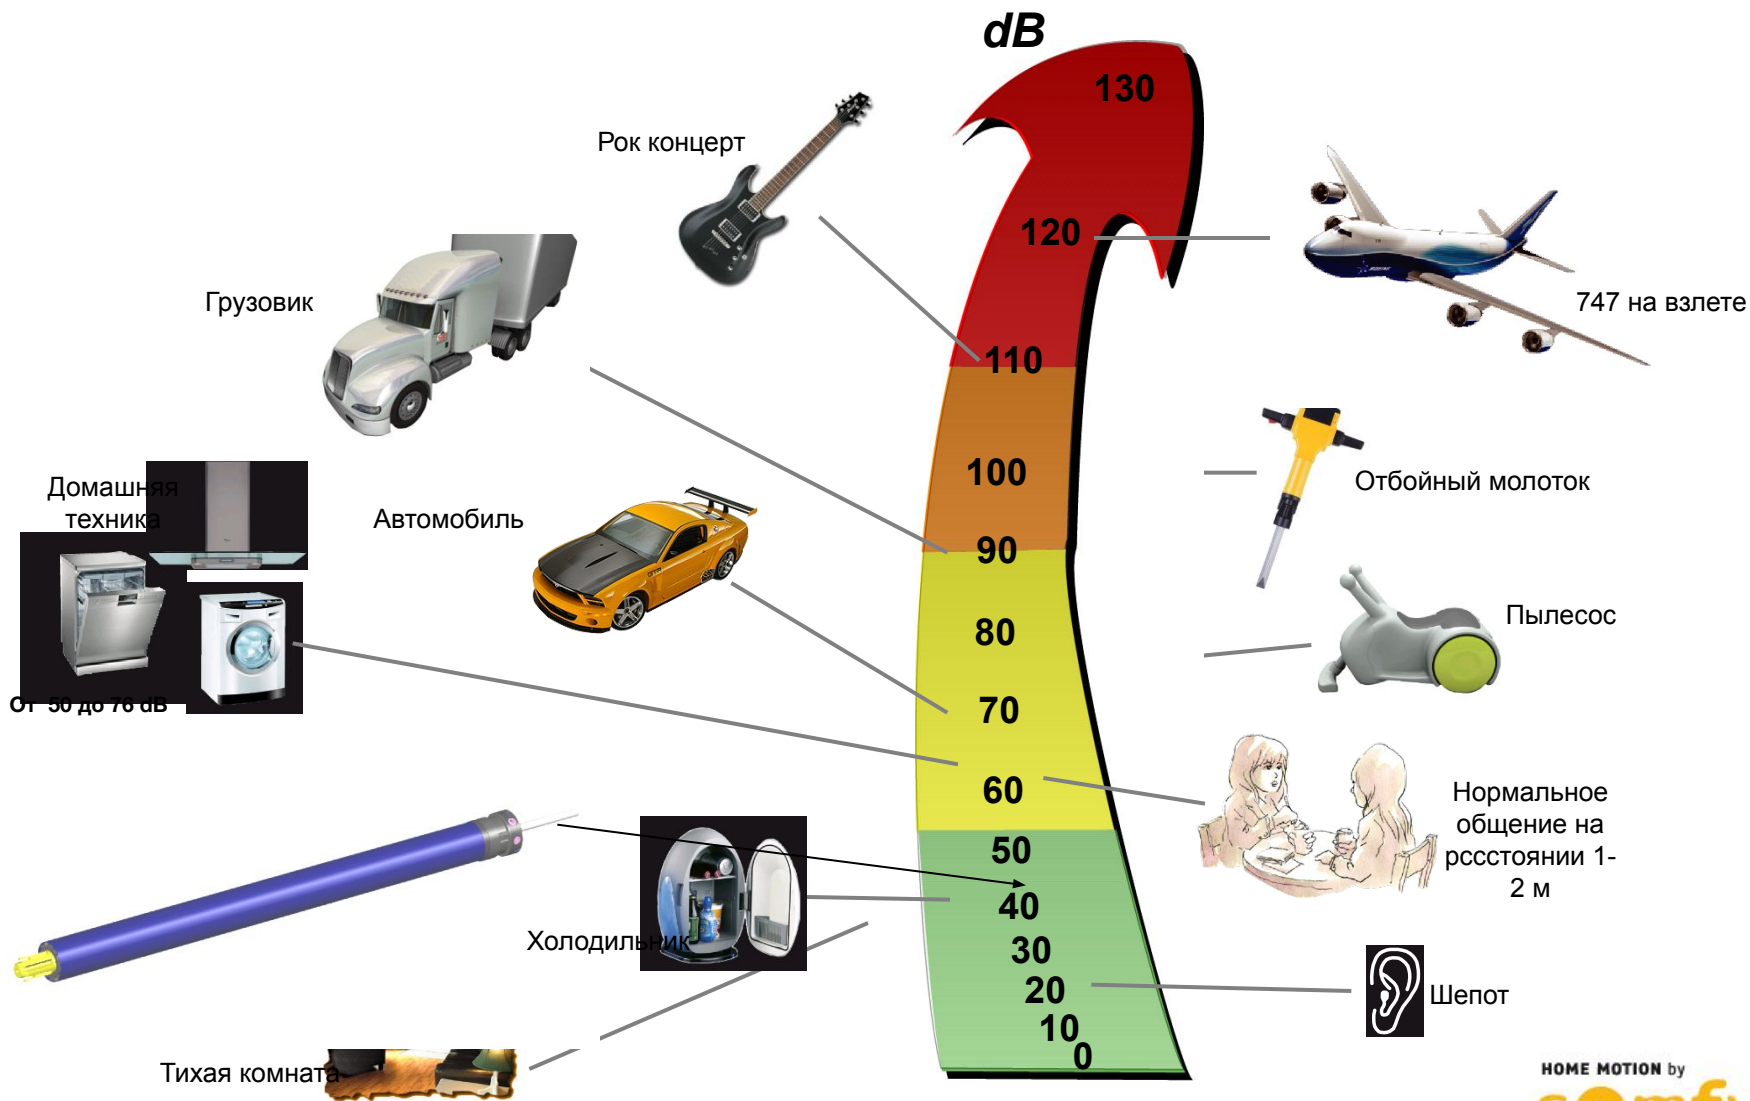 dB
130
Рок концерт
120
Грузовик
747 на взлете
110
100
Отбойный молоток
Домашняя
техника
Автомобиль
90
80
Пылесос
От 50 до 76 dB
70
60
Нормальное
общение на
рссстоянии 1-
2 м
50
40
Холодильник
30
20
Шепот
10
0
Тихая комната
HOME MOTION by
somfy